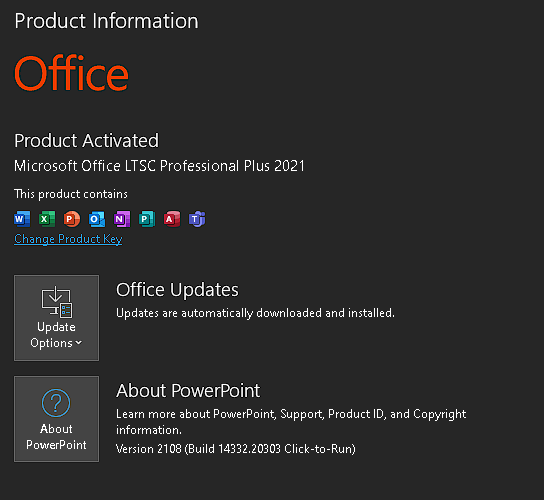 Product Information
Office
Product Activated
Microsoft Office LTSC Professional Plus 2021
This product contains
W X P O N P A T
Change Product Key
Update
Options
Office Updates
Updates are automatically downloaded and installed.
About
PowerPoint
About PowerPoint
Learn more about PowerPoint, Support, Product ID, and Copyright
information.
Version 2108 (Build 14332.20303 Click-to-Run)